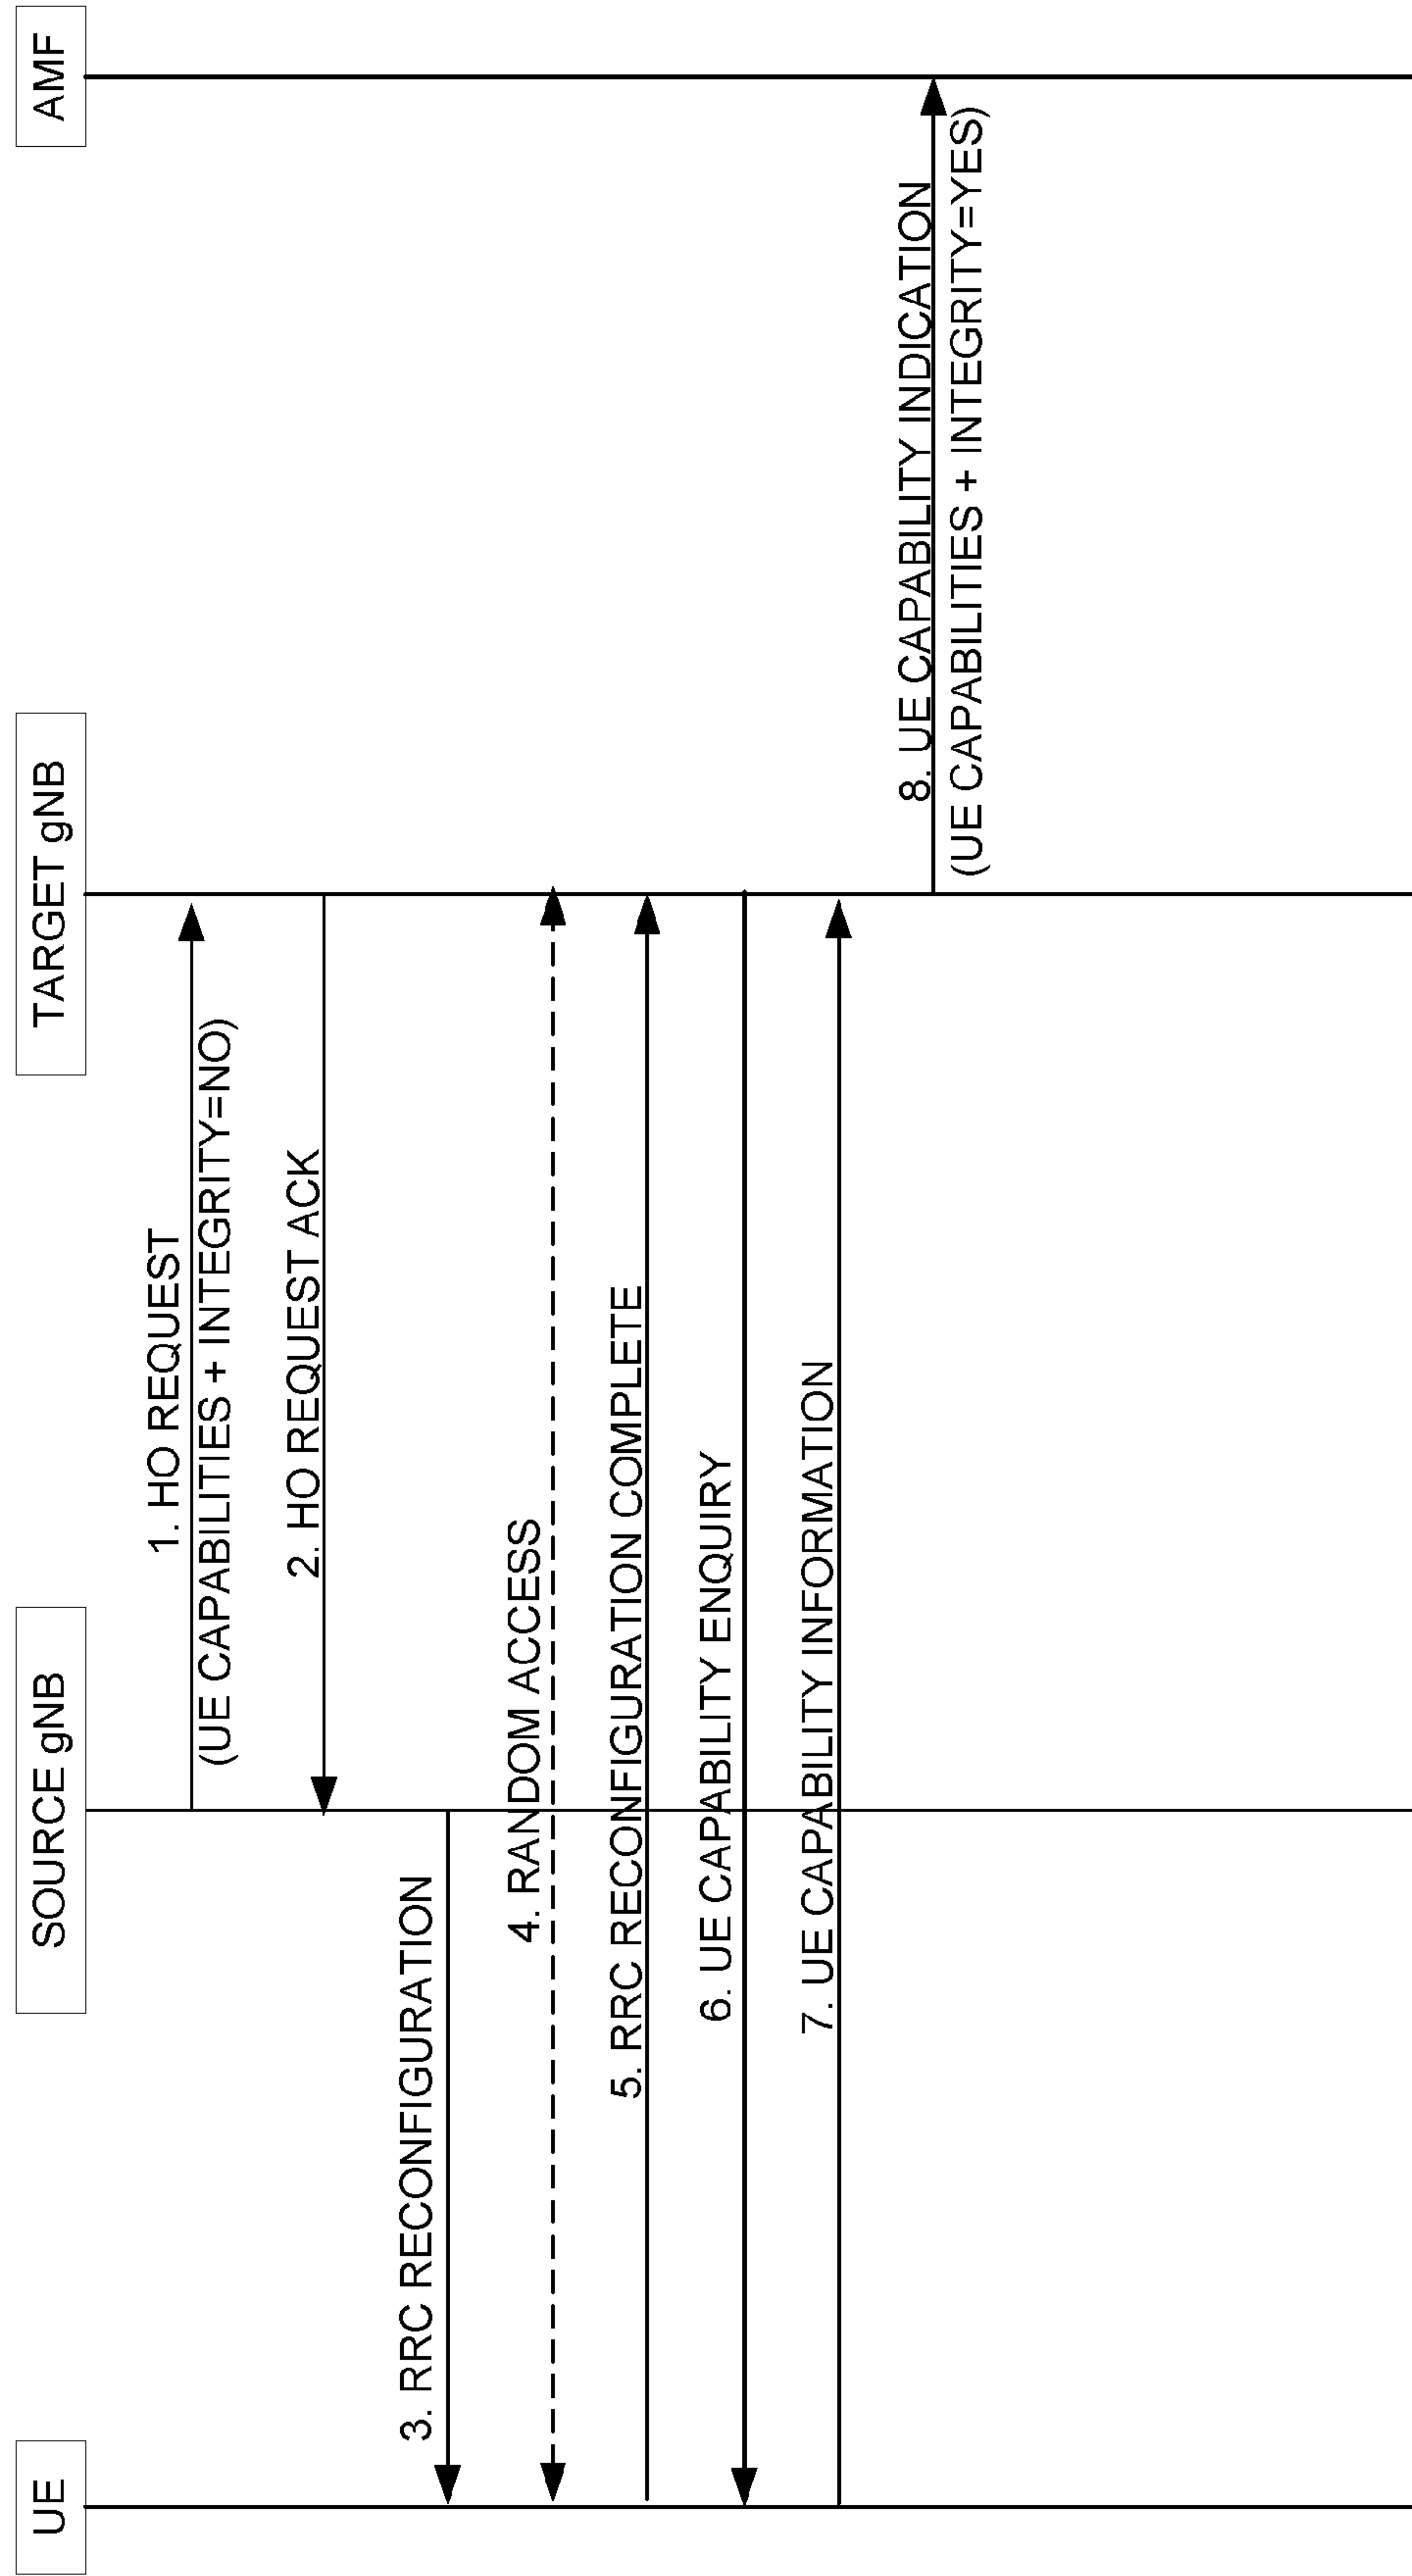 UE
SOURCE gNB
TARGET gNB
AMF
1. HO REQUEST
(UE CAPABILITIES + INTEGRITY=NO)
2. HO REQUEST ACK
3. RRC RECONFIGURATION
4. RANDOM ACCESS
5. RRC RECONFIGURATION COMPLETE
6. UE CAPABILITY ENQUIRY
7. UE CAPABILITY INFORMATION
8. UE CAPABILITY INDICATION
(UE CAPABILITIES + INTEGRITY=YES)